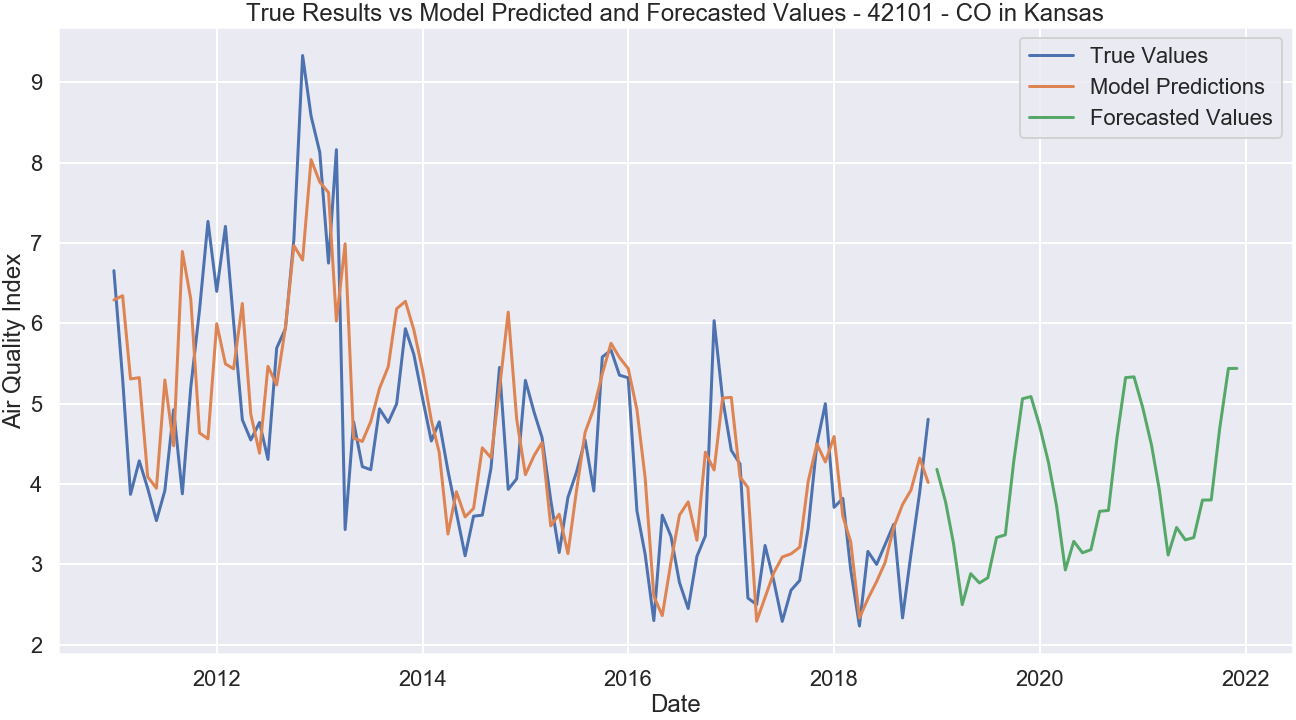 True Results vs Model Predicted and Forecasted Values - 42101 - CO in Kansas
True Values
Model Predictions
Forecasted Values
Air Quality Index
9
8
7
6
5
4
3
2
2012
2014
2016
2018
2020
2022
Date